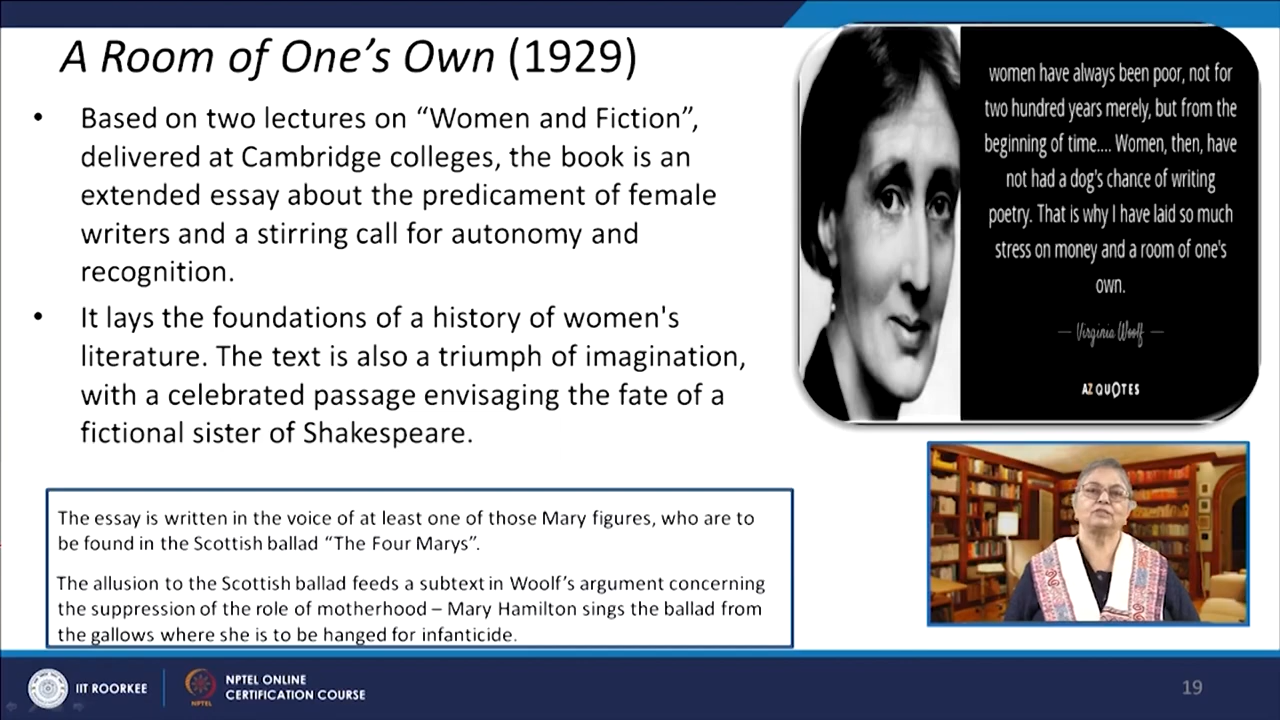 A Room of One's Own (1929)
• Based on two lectures on “Women and Fiction”,
delivered at Cambridge colleges, the book is an
extended essay about the predicament of female
writers and a stirring call for autonomy and
recognition.
• It lays the foundations of a history of women's
literature. The text is also a triumph of imagination,
with a celebrated passage envisaging the fate of a
fictional sister of Shakespeare.
The essay is written in the voice of at least one of those Mary figures, who are to
be found in the Scottish ballad “The Four Marys”.
The allusion to the Scottish ballad feeds a subtext in Woolf’s argument concerning
the suppression of the role of motherhood – Mary Hamilton sings the ballad from
the gallows where she is to be hanged for infanticide.
women have always been poor, not for
two hundred years merely, but from the
beginning of time.... Women, then, have
not had a dog's chance of writing
poetry. That is why I have laid so much
stress on money and a room of one's
own.
— Virginia Woolf —
AZ QUOTES
IIT ROORKEE
NPTEL
NPTEL ONLINE
CERTIFICATION COURSE
19